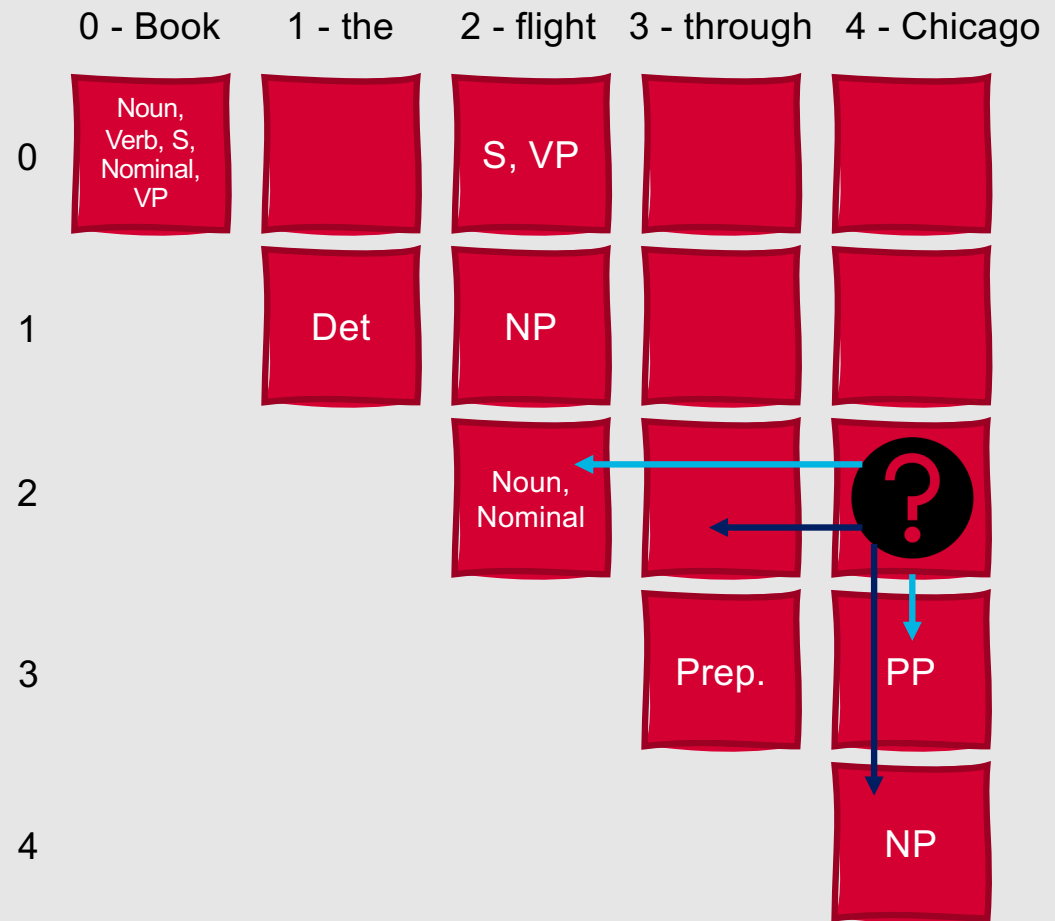 0 - Book 1 - the 2 - flight 3 - through 4 - Chicago
0
Noun,
Verb, S,
Nominal,
VP
S, VP
1
Det
NP
2
Noun,
Nominal
?
3
Prep.
PP
4
NP